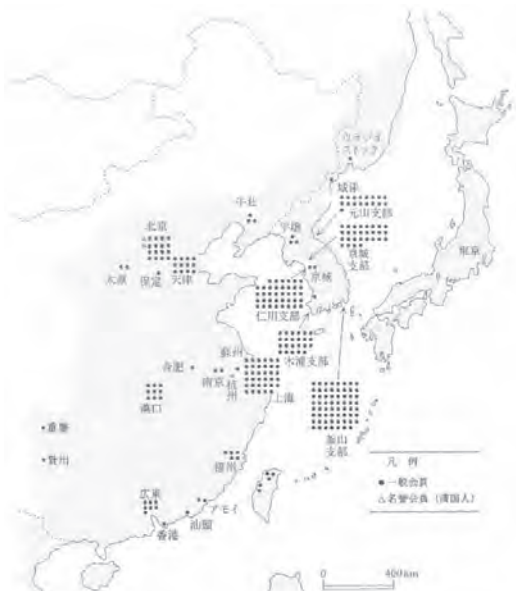 ウラジオ
ストック
城津
元山支部
京城
支部
牛荘
平壌
北京
太原
保定
天津
京城
仁川支部
木浦支部
東京
蘇州
合肥
南京
杭州
上海
漢口
釜山
支部
重慶
貴州
福州
広東
アモイ
汕頭
香港
凡 例
●一般会員
△名誉会員（清国人）
0 400km